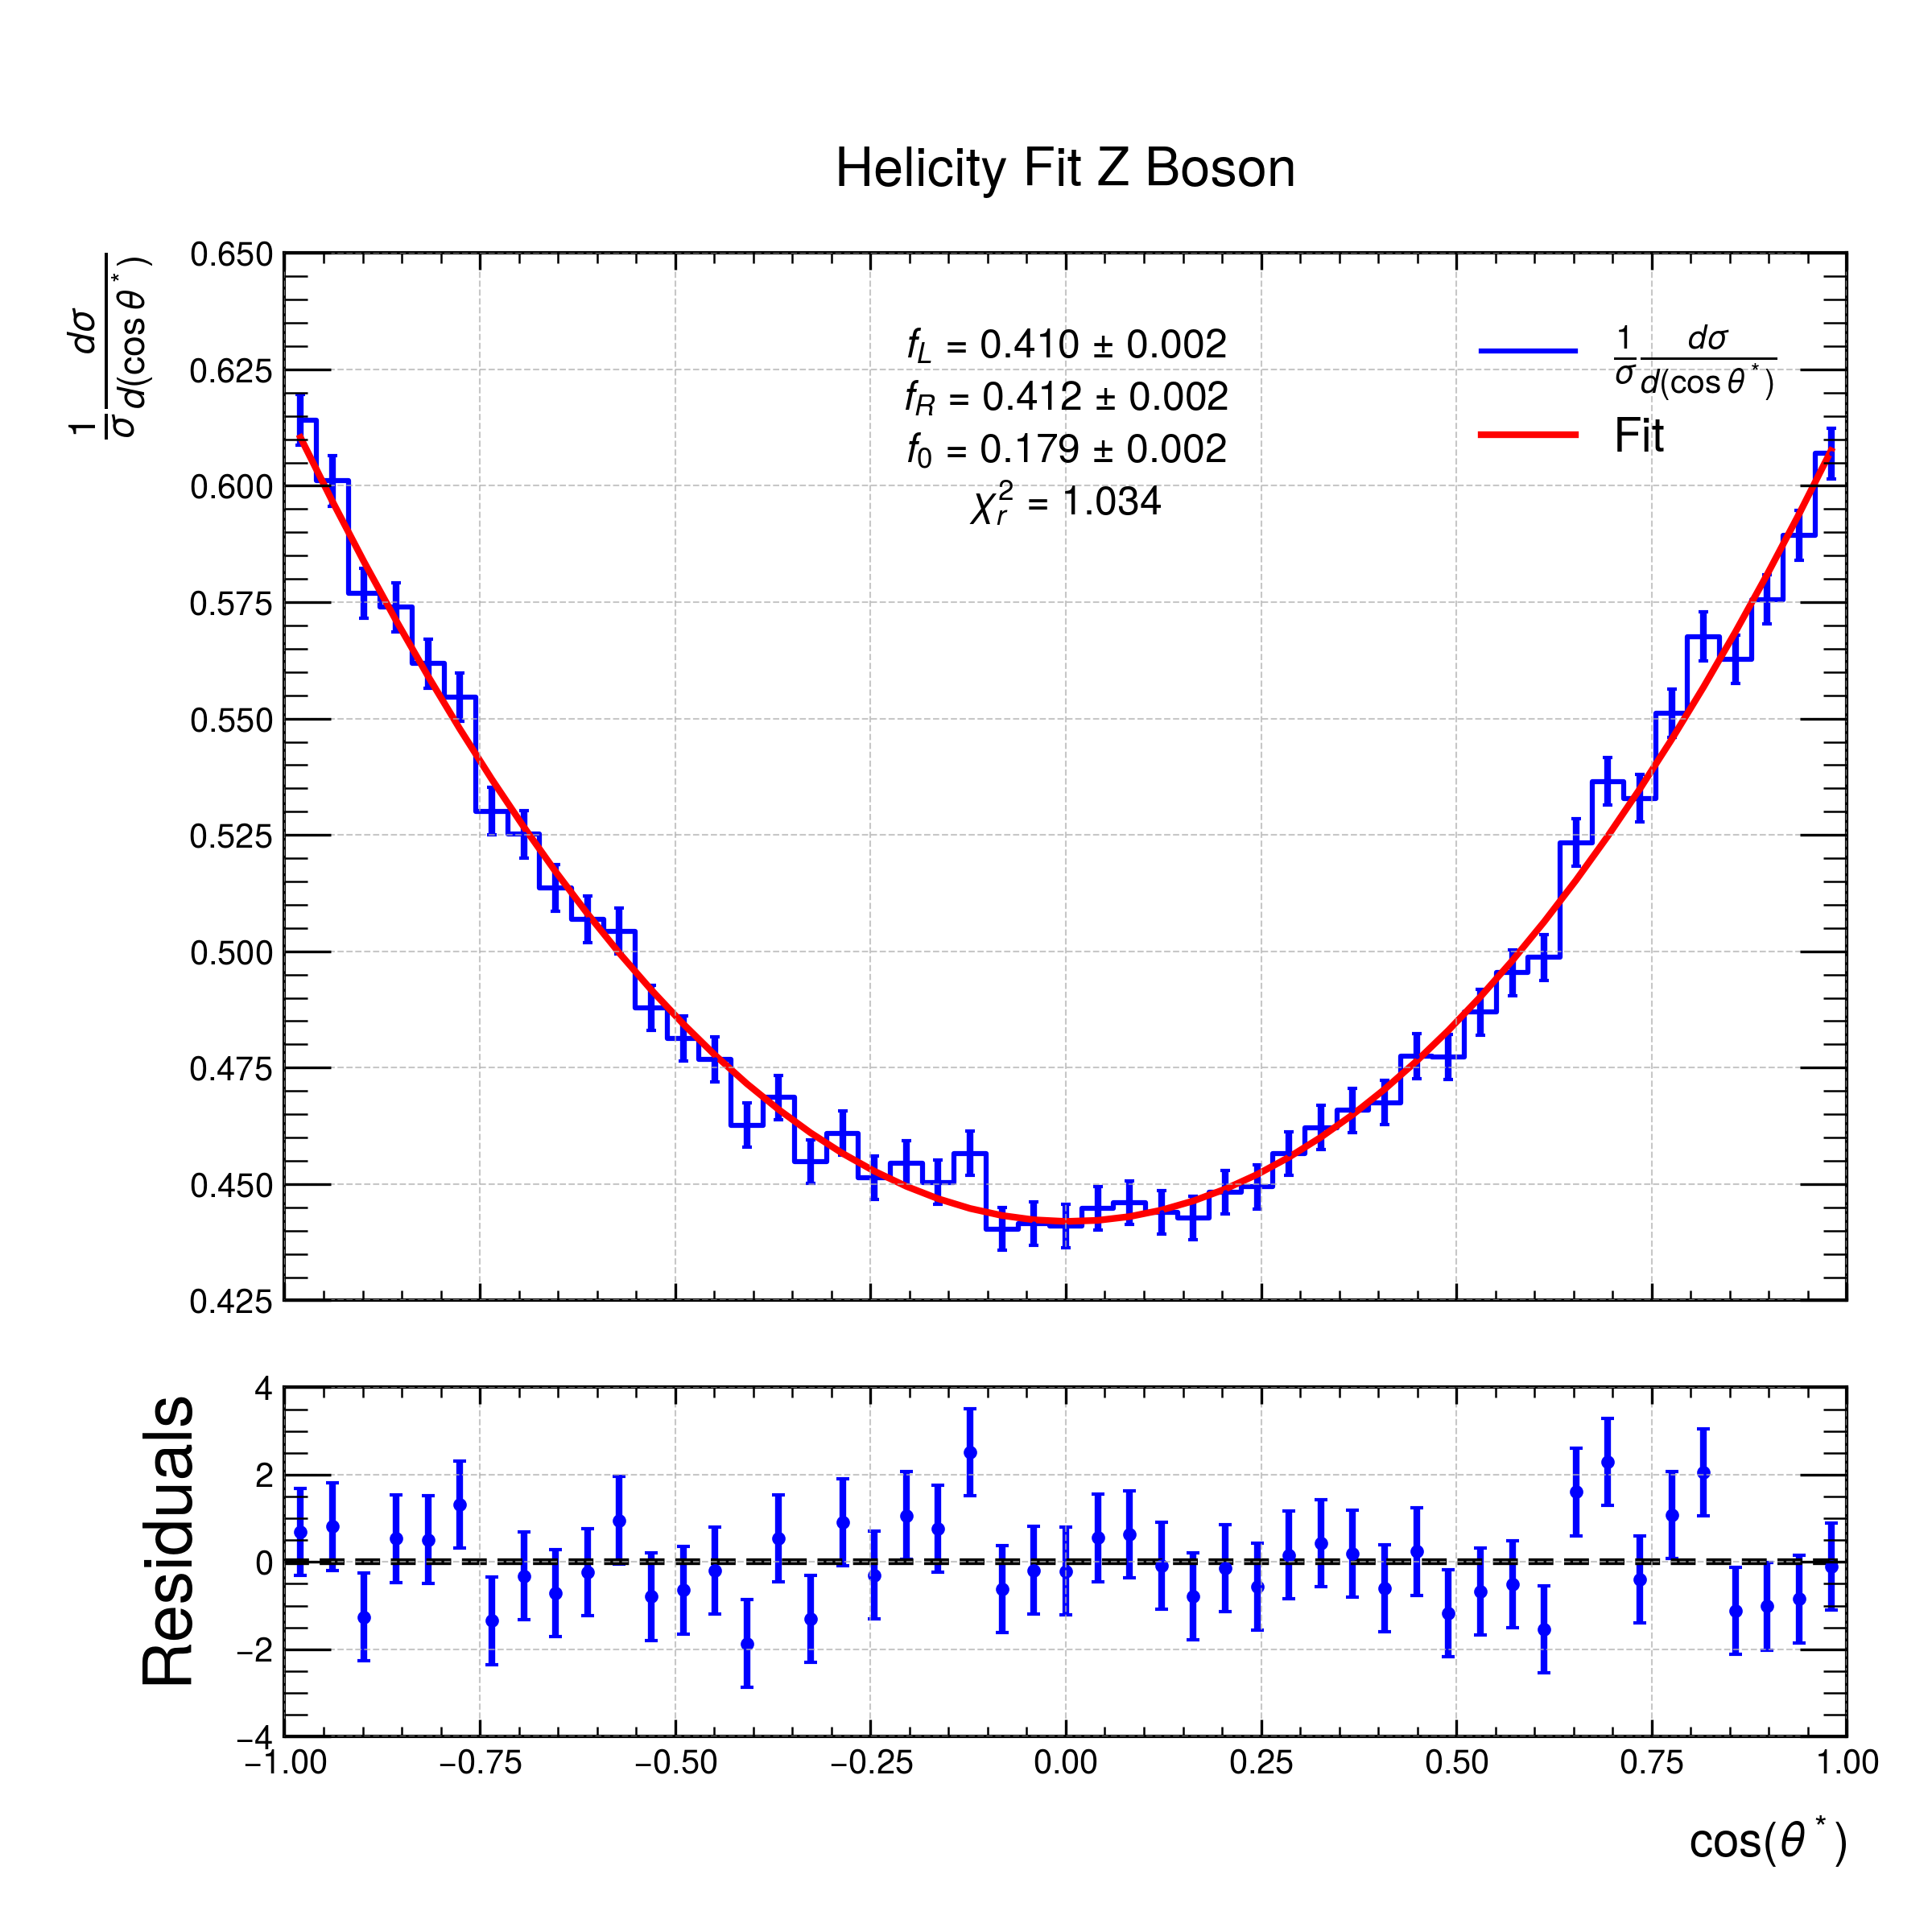 Helicity Fit Z Boson
1/σ dσ/d(cos θ*)
0.650
0.625
0.600
0.575
0.550
0.525
0.500
0.475
0.450
0.425
f_L = 0.410 ± 0.002
f_R = 0.412 ± 0.002
f_0 = 0.179 ± 0.002
χ_r^2 = 1.034
1/σ dσ/d(cos θ*)
Fit
Residuals
4
2
0
−2
−4
−1.00 −0.75 −0.50 −0.25 0.00 0.25 0.50 0.75 1.00
cos(θ*)